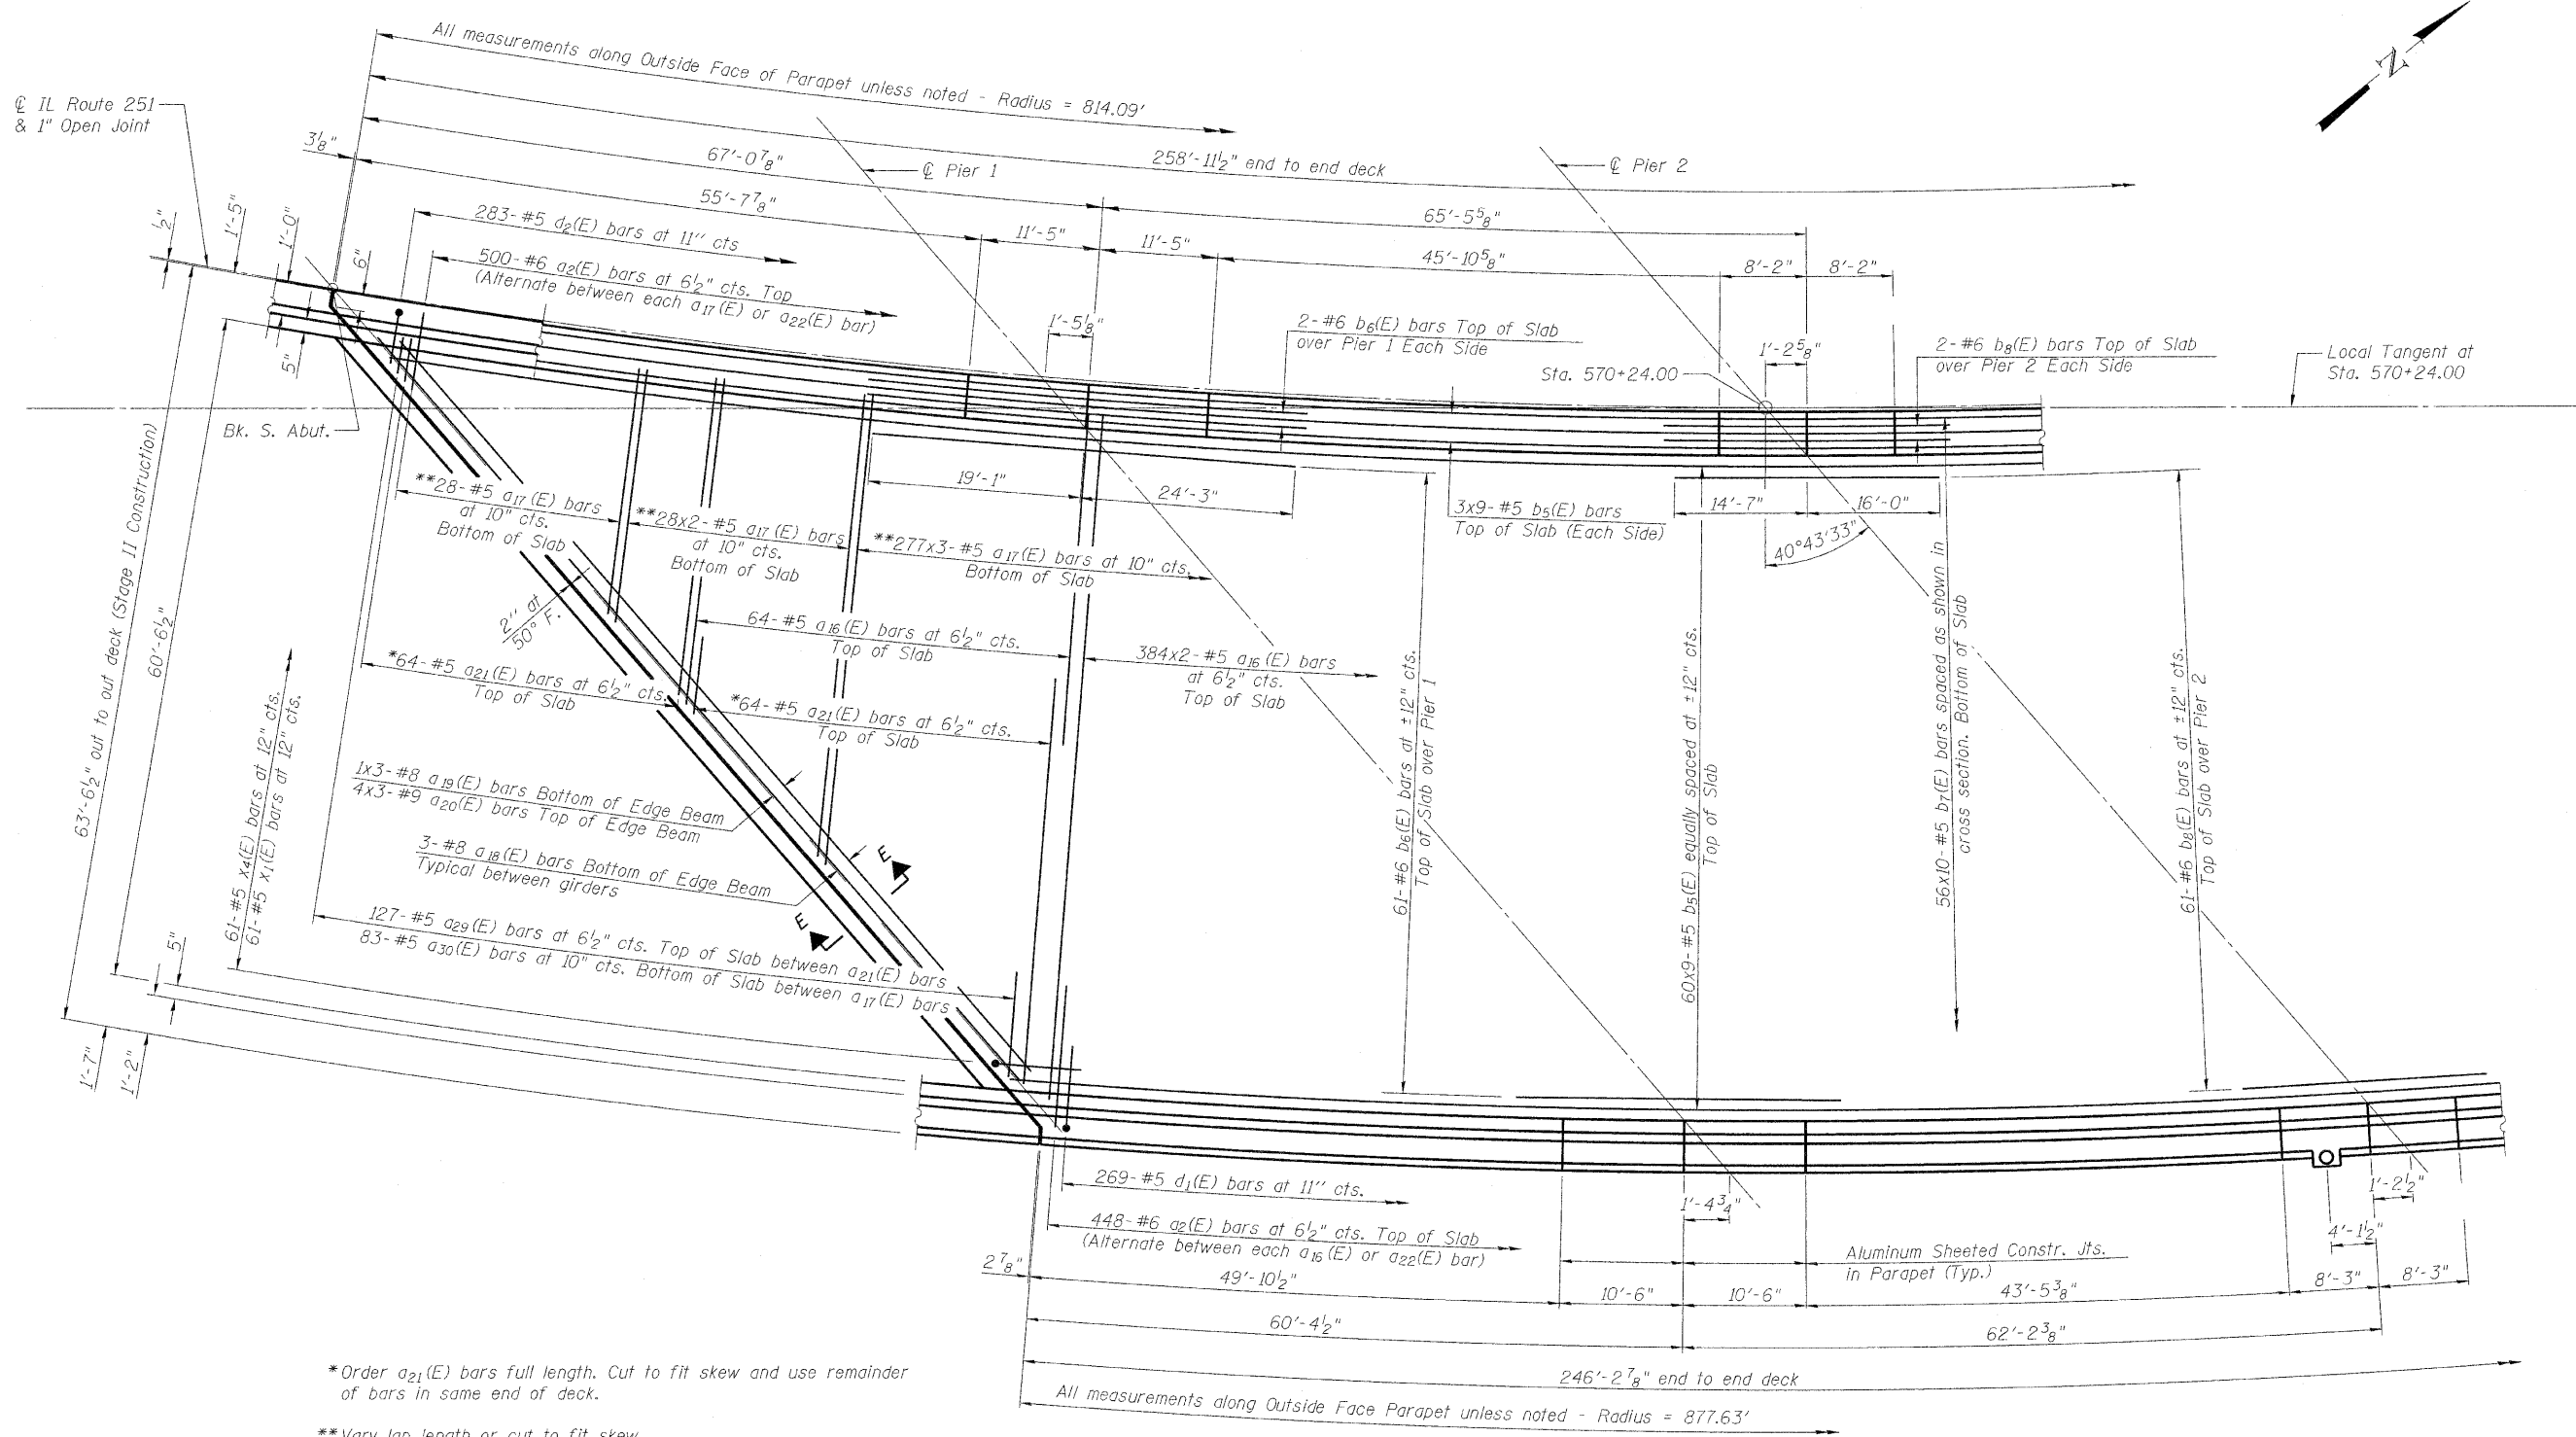 All measurements along Outside Face of Parapet unless noted - Radius = 814.09'
N
℄ IL Route 251
& 1" Open Joint
258'-11½" end to end deck
67'-0⅞"
℄ Pier 1
℄ Pier 2
3⅛"
55'-7⅞"
65'-5⅝"
283-#5 d2(E) bars at 11" cts
11'-5"
11'-5"
45'-10⅝"
8'-2"
8'-2"
½"
1'-5"
1'-0"
6"
500-#6 a2(E) bars at 6½" cts. Top
(Alternate between each a17(E) or a22(E) bar)
1'-5⅛"
2-#6 b6(E) bars Top of Slab
over Pier 1 Each Side
1'-2⅝"
2-#6 b8(E) bars Top of Slab
over Pier 2 Each Side
Local Tangent at
Sta. 570+24.00
Sta. 570+24.00
5"
Bk. S. Abut.
63'-6½" out to out deck (Stage II Construction)
60'-6½"
**28-#5 a17(E) bars
at 10" cts.
Bottom of Slab
**28x2-#5 a17(E) bars
at 10" cts.
Bottom of Slab
**277x3-#5 a17(E) bars at 10" cts.
Bottom of Slab
19'-1"
24'-3"
3x9-#5 b5(E) bars
Top of Slab (Each Side)
14'-7"
16'-0"
40°43'33"
2" at
50° F.
64-#5 a16(E) bars at 6½" cts.
Top of Slab
384x2-#5 a16(E) bars
at 6½" cts.
Top of Slab
*64-#5 a21(E) bars at 6½" cts.
Top of Slab
*64-#5 a21(E) bars at 6½" cts.
Top of Slab
61-#5 x4(E) bars at 12" cts.
61-#5 x1(E) bars at 12" cts.
61-#6 b6(E) bars at ±12" cts.
Top of Slab over Pier 1
60x9-#5 b5(E) equally spaced at ±12" cts.
Top of Slab
56x10-#5 b7(E) bars spaced as shown in
cross section. Bottom of Slab
61-#6 b8(E) bars at ±12" cts.
Top of Slab over Pier 2
1x3-#8 a19(E) bars Bottom of Edge Beam
4x3-#9 a20(E) bars Top of Edge Beam
3-#8 a18(E) bars Bottom of Edge Beam
Typical between girders
E
E
127-#5 a29(E) bars at 6½" cts. Top of Slab between a21(E) bars
83-#5 a30(E) bars at 10" cts. Bottom of Slab between a17(E) bars
5"
1'-7"
1'-2"
269-#5 d1(E) bars at 11" cts.
448-#6 a2(E) bars at 6½" cts. Top of Slab
(Alternate between each a16(E) or a22(E) bar)
1'-4¾"
1'-2½"
4'-1½"
Aluminum Sheeted Constr. Jts.
in Parapet (Typ.)
2⅞"
49'-10½"
10'-6"
10'-6"
43'-5⅜"
8'-3"
8'-3"
60'-4½"
62'-2⅜"
246'-2⅞" end to end deck
All measurements along Outside Face Parapet unless noted - Radius = 877.63'
*Order a21(E) bars full length. Cut to fit skew and use remainder
of bars in same end of deck.
**Vary lap length or cut to fit skew